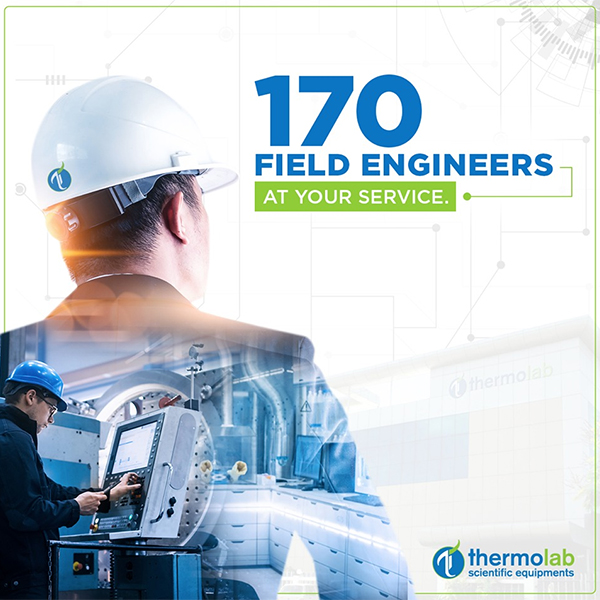 170
FIELD ENGINEERS
AT YOUR SERVICE.
thermolab
thermolab
scientific equipments